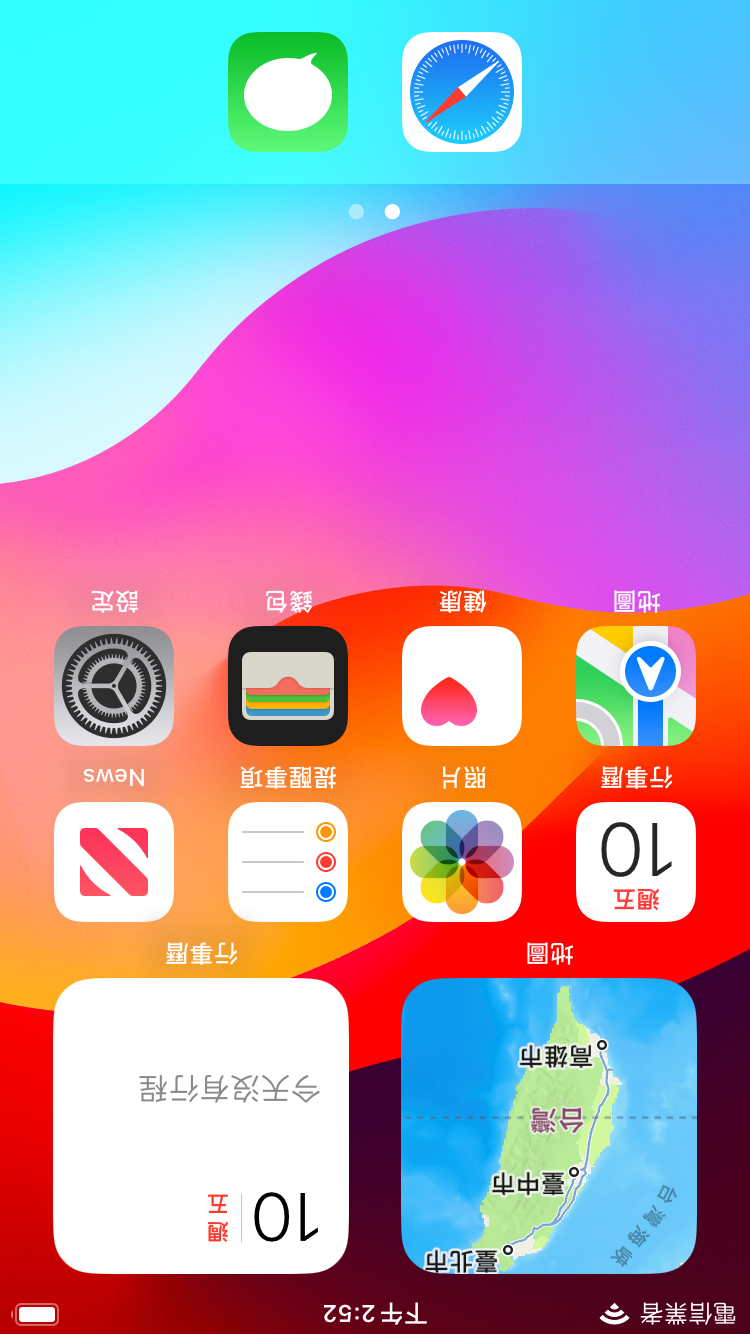 電信業者
下午2:52
臺北市
台灣海峽
臺中市
台灣
高雄市
10
週五
今天沒有行程
地圖
行事曆
週五
10
行事曆
照片
提醒事項
News
地圖
健康
錢包
設定